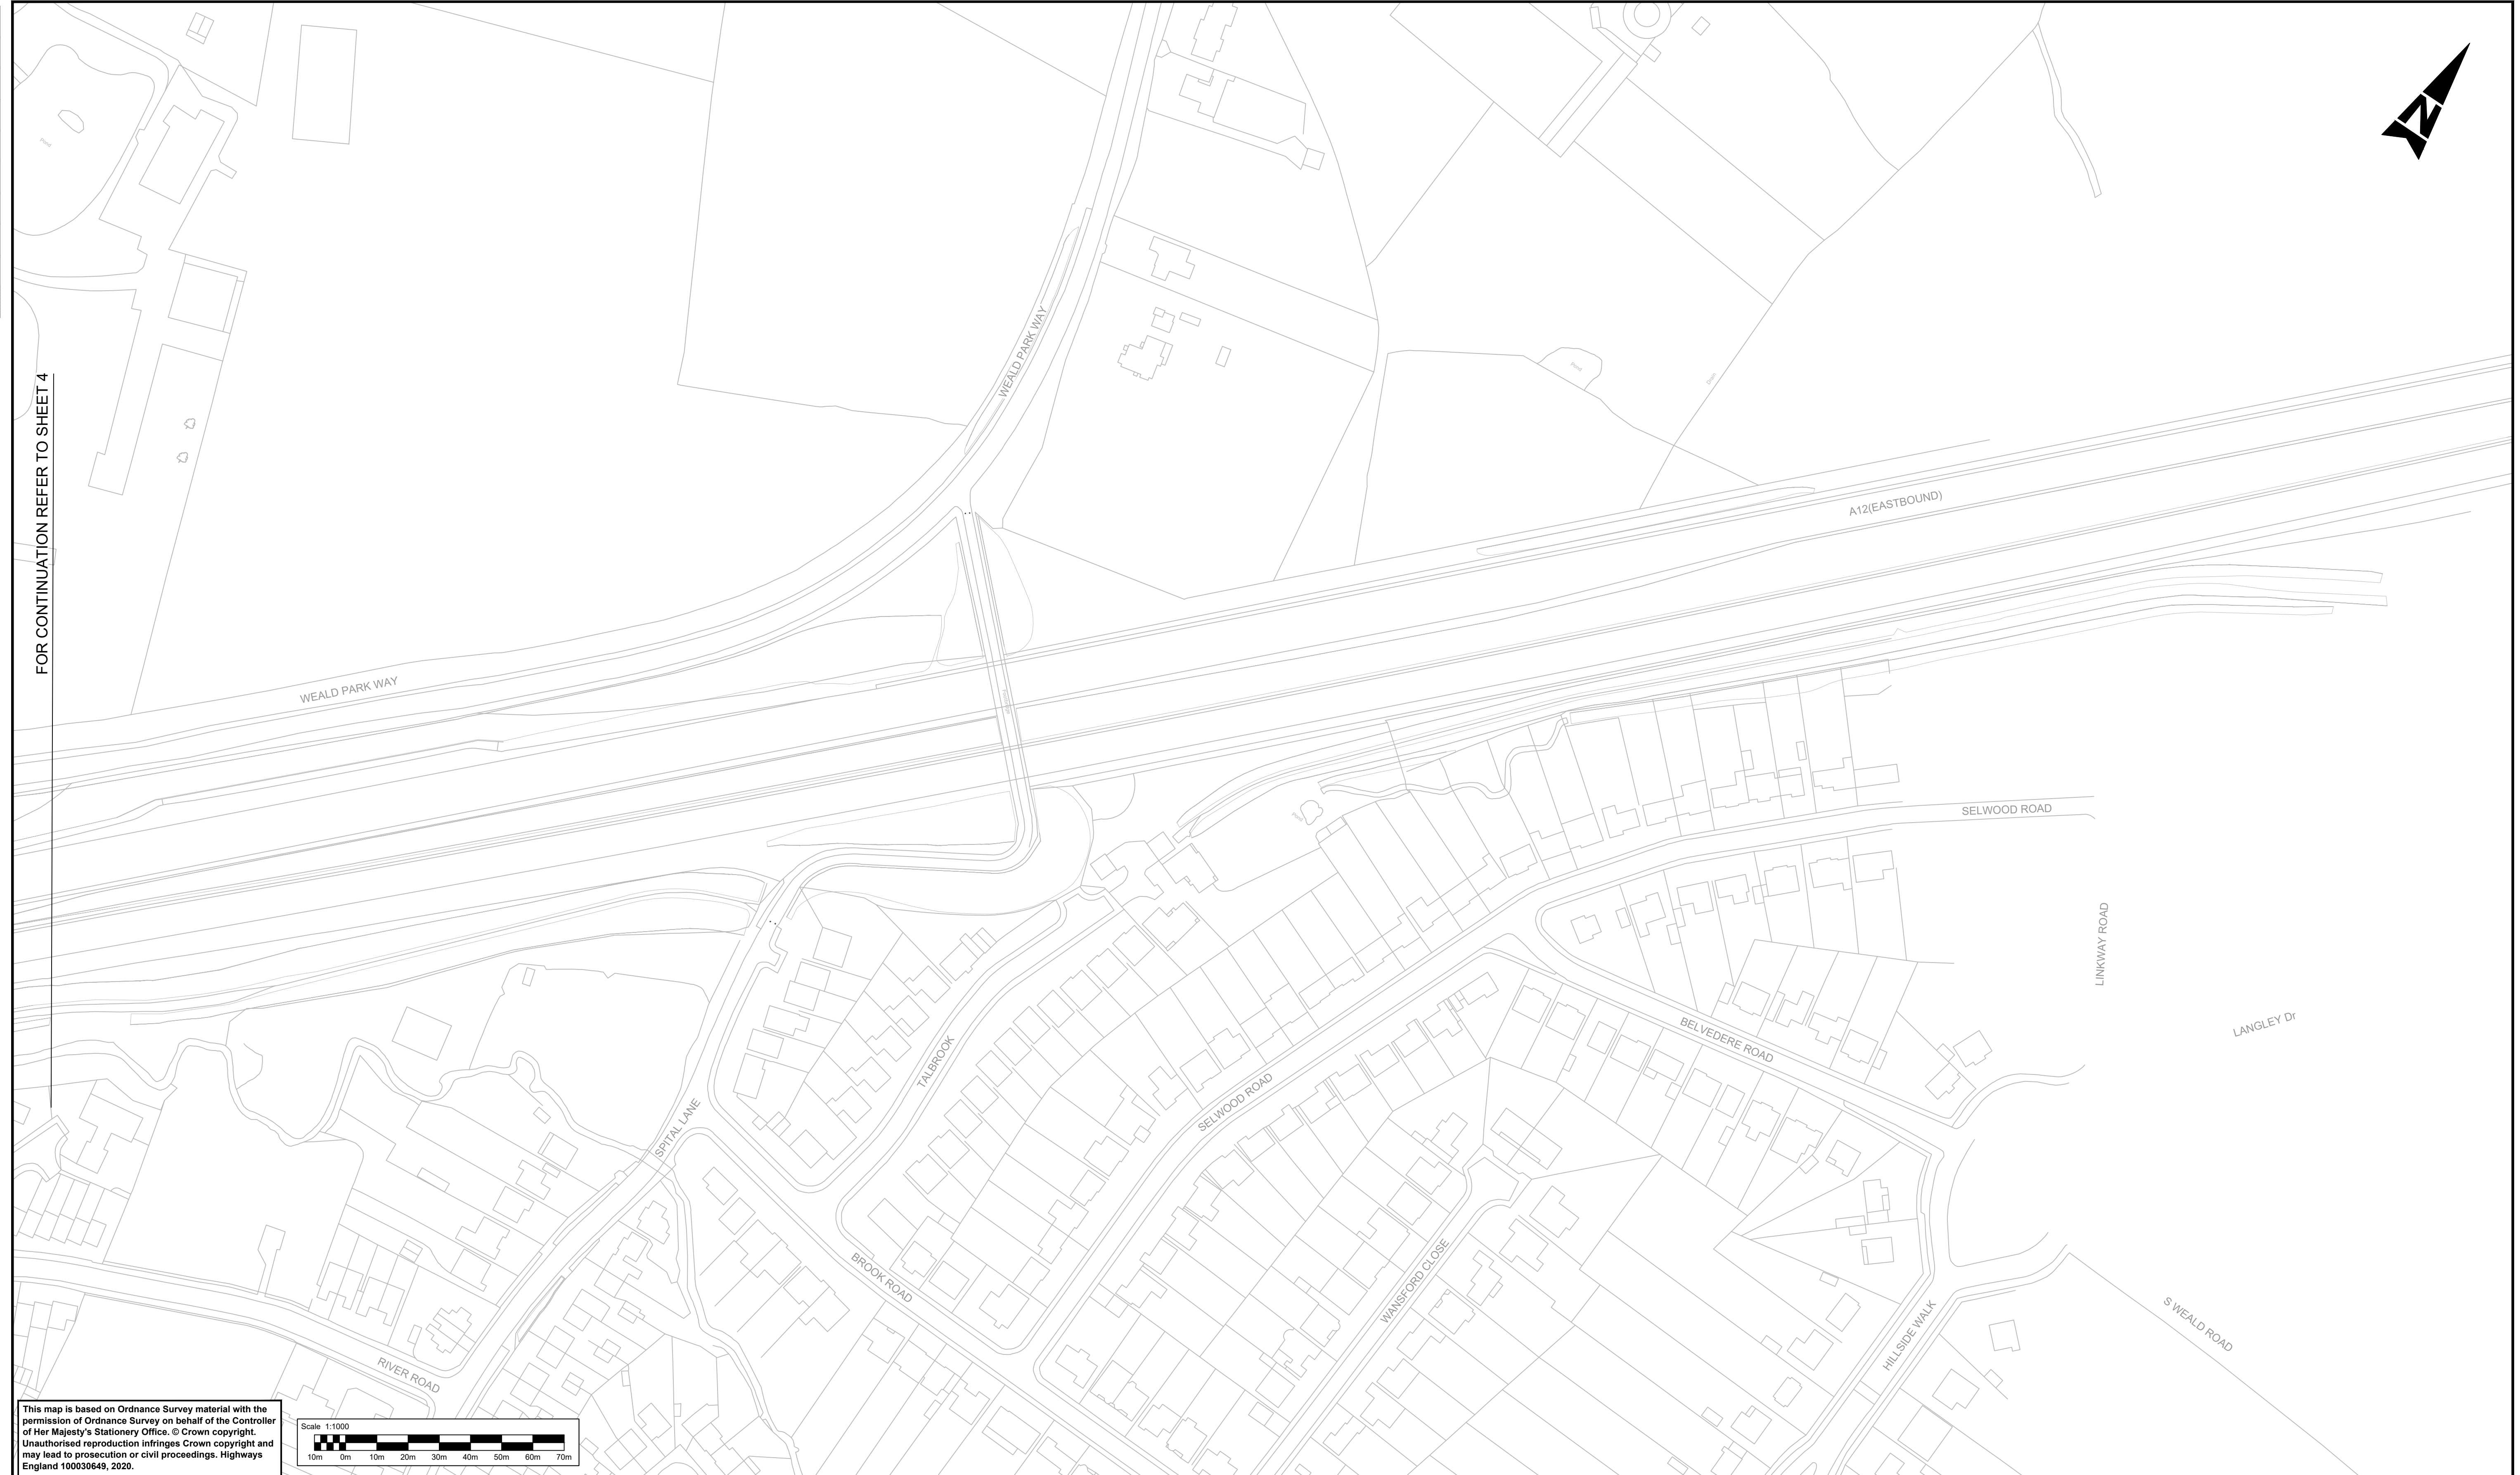 Pond
N
WEALD PARK WAY
Pond
Drain
FOR CONTINUATION REFER TO SHEET 4
A12(EASTBOUND)
WEALD PARK WAY
SELWOOD ROAD
Pond
LINKWAY ROAD
LANGLEY Dr
BELVEDERE ROAD
TALBROOK
SELWOOD ROAD
SPITAL LANE
BROOK ROAD
WANSFORD CLOSE
HILLSIDE WALK
S WEALD ROAD
RIVER ROAD
This map is based on Ordnance Survey material with the
permission of Ordnance Survey on behalf of the Controller
of Her Majesty's Stationery Office. © Crown copyright.
Unauthorised reproduction infringes Crown copyright and
may lead to prosecution or civil proceedings. Highways
England 100030649, 2020.
Scale 1:1000
10m 0m 10m 20m 30m 40m 50m 60m 70m